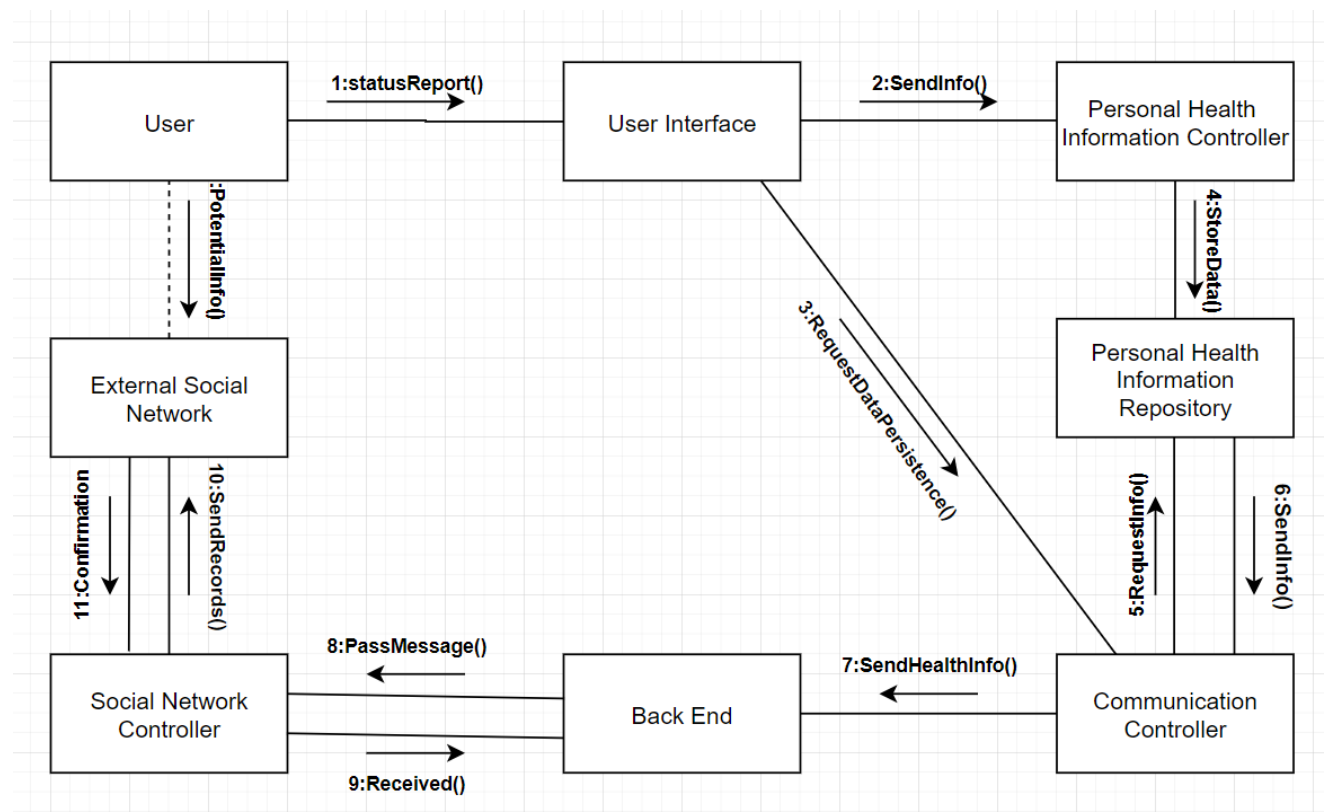 1:statusReport()
2:SendInfo()
User
User Interface
Personal Health
Information Controller
:PotentialInfo()
4:StoreData()
3:RequestDataPersistence()
External Social
Network
Personal Health
Information
Repository
11:Confirmation
10:SendRecords()
5:RequestInfo()
6:SendInfo()
8:PassMessage()
7:SendHealthInfo()
Social Network
Controller
Back End
Communication
Controller
9:Received()